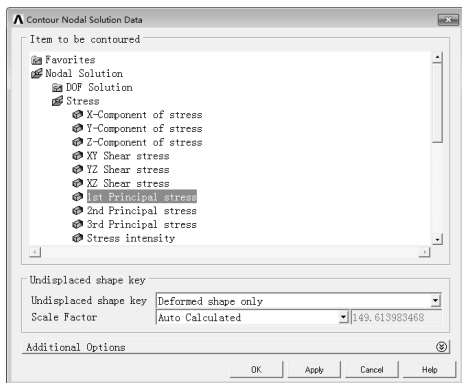 Contour Nodal Solution Data
Item to be contoured
Favorites
Nodal Solution
DOF Solution
Stress
X-Component of stress
Y-Component of stress
Z-Component of stress
XY Shear stress
YZ Shear stress
XZ Shear stress
1st Principal stress
2nd Principal stress
3rd Principal stress
Stress intensity
Undisplaced shape key
Undisplaced shape key Deformed shape only
Scale Factor Auto Calculated 149.613983468
Additional Options
OK Apply Cancel Help